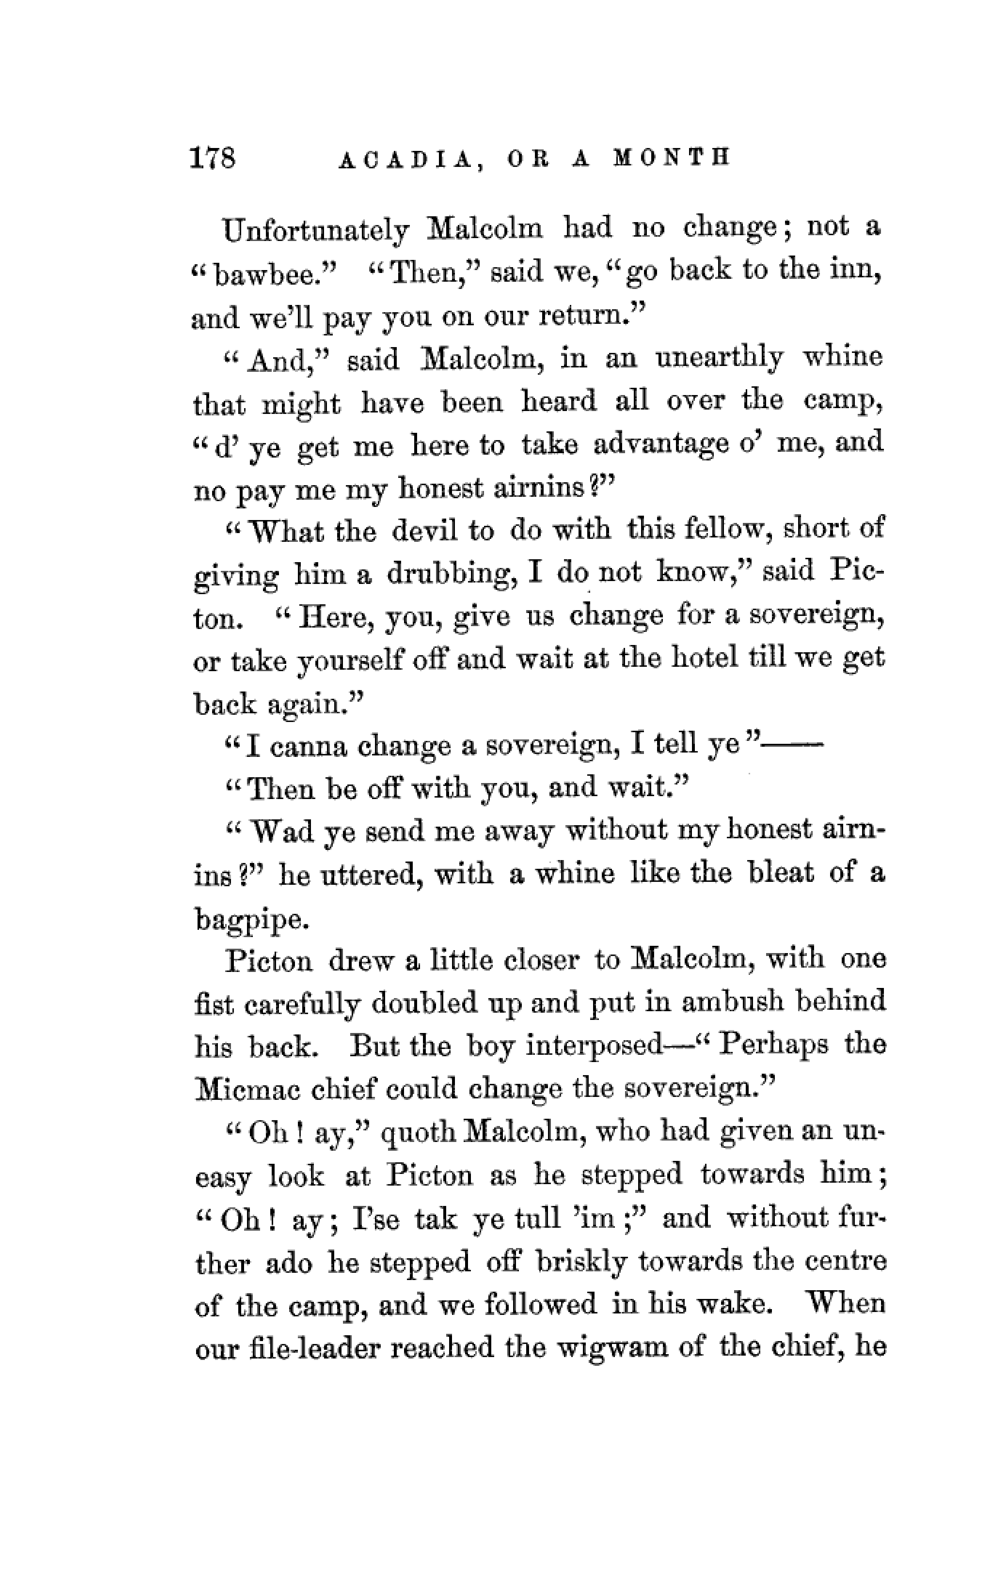 178 ACADIA, OR A MONTH
Unfortunately Malcolm had no change; not a
“bawbee.” “Then,” said we, “go back to the inn,
and we’ll pay you on our return.”
“And,” said Malcolm, in an unearthly whine
that might have been heard all over the camp,
“d’ ye get me here to take advantage o’ me, and
no pay me my honest airnins?”
“What the devil to do with this fellow, short of
giving him a drubbing, I do not know,” said Pic-
ton. “Here, you, give us change for a sovereign,
or take yourself off and wait at the hotel till we get
back again.”
“I canna change a sovereign, I tell ye”——
“Then be off with you, and wait.”
“Wad ye send me away without my honest airn-
ins?” he uttered, with a whine like the bleat of a
bagpipe.
Picton drew a little closer to Malcolm, with one
fist carefully doubled up and put in ambush behind
his back. But the boy interposed—“Perhaps the
Micmac chief could change the sovereign.”
“Oh! ay,” quoth Malcolm, who had given an un-
easy look at Picton as he stepped towards him;
“Oh! ay; I’se tak ye tull ’im;” and without fur-
ther ado he stepped off briskly towards the centre
of the camp, and we followed in his wake. When
our file-leader reached the wigwam of the chief, he